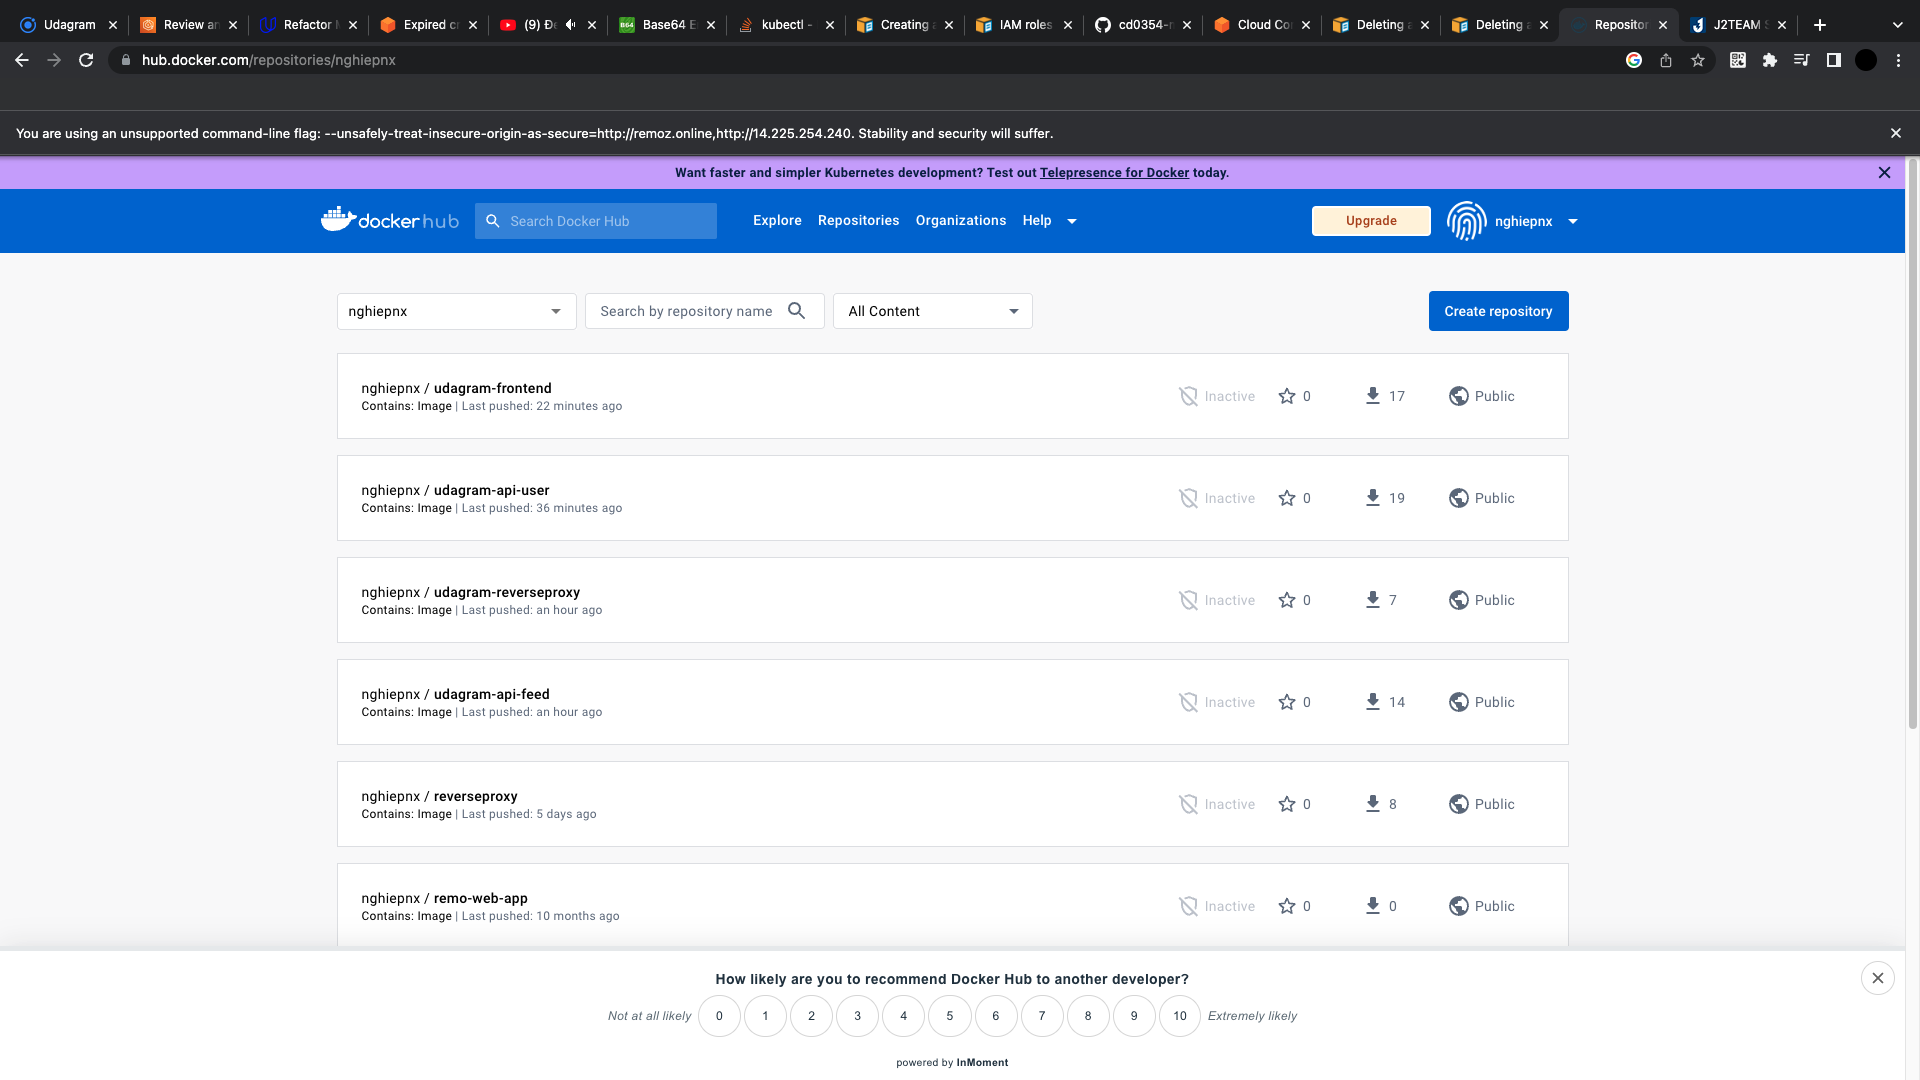 Udagram
Review an
Refactor M
Expired cr
(9) Đe
Base64 E
kubectl -
Creating a
IAM roles
cd0354-m
Cloud Cor
Deleting a
Deleting a
Repositor
J2TEAM S
hub.docker.com/repositories/nghiepnx
You are using an unsupported command-line flag: --unsafely-treat-insecure-origin-as-secure=http://remoz.online,http://14.225.254.240. Stability and security will suffer.
Want faster and simpler Kubernetes development? Test out Telepresence for Docker today.
docker hub
Search Docker Hub
Explore
Repositories
Organizations
Help
Upgrade
nghiepnx
nghiepnx
Search by repository name
All Content
Create repository
nghiepnx / udagram-frontend
Contains: Image | Last pushed: 22 minutes ago
Inactive
0
17
Public
nghiepnx / udagram-api-user
Contains: Image | Last pushed: 36 minutes ago
Inactive
0
19
Public
nghiepnx / udagram-reverseproxy
Contains: Image | Last pushed: an hour ago
Inactive
0
7
Public
nghiepnx / udagram-api-feed
Contains: Image | Last pushed: an hour ago
Inactive
0
14
Public
nghiepnx / reverseproxy
Contains: Image | Last pushed: 5 days ago
Inactive
0
8
Public
nghiepnx / remo-web-app
Contains: Image | Last pushed: 10 months ago
Inactive
0
0
Public
How likely are you to recommend Docker Hub to another developer?
Not at all likely 0 1 2 3 4 5 6 7 8 9 10 Extremely likely
powered by InMoment